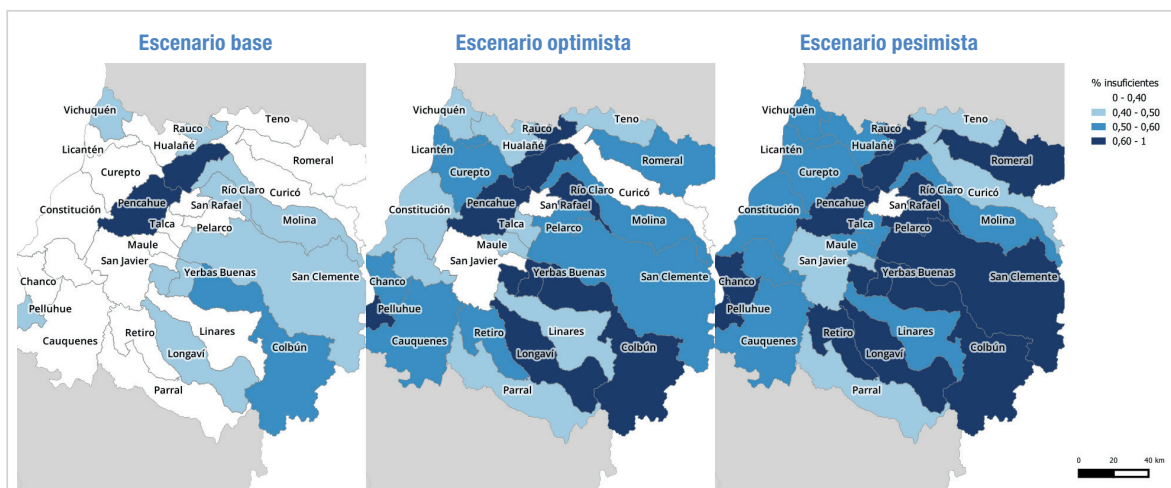 Escenario base
Vichuquén
Teno
Rauco
Hualañé
Licantén
Romeral
Curepto
Río Claro
Curicó
Constitución
Pencahue
San Rafael
Molina
Talca
Pelarco
Maule
San Javier
Yerbas Buenas
San Clemente
Chanco
Pelluhue
Linares
Cauquenes
Retiro
Colbún
Longaví
Parral
Escenario optimista
Vichuquén
Teno
Rauco
Hualañé
Licantén
Romeral
Curepto
Río Claro
Curicó
Constitución
Pencahue
San Rafael
Molina
Talca
Pelarco
Maule
San Javier
Yerbas Buenas
San Clemente
Chanco
Pelluhue
Linares
Cauquenes
Retiro
Colbún
Longaví
Parral
Escenario pesimista
Vichuquén
Teno
Rauco
Hualañé
Licantén
Romeral
Curepto
Río Claro
Curicó
Constitución
Pencahue
San Rafael
Molina
Talca
Pelarco
Maule
San Javier
Yerbas Buenas
San Clemente
Chanco
Pelluhue
Linares
Cauquenes
Retiro
Colbún
Longaví
Parral
% insuficientes
0 - 0,40
0,40 - 0,50
0,50 - 0,60
0,60 - 1
0 20 40 km